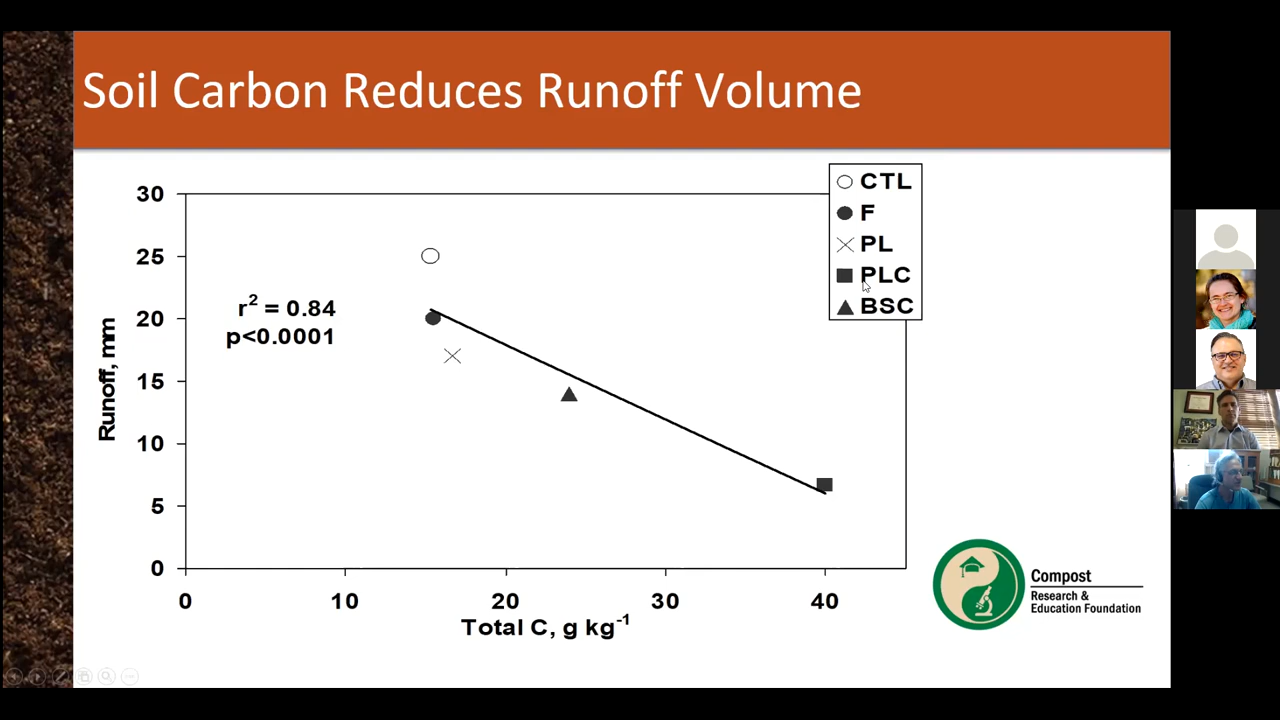 Soil Carbon Reduces Runoff Volume
CTL
F
PL
PLC
BSC
30
25
20
15
10
5
0
Runoff, mm
r² = 0.84
p<0.0001
0 10 20 30 40
Total C, g kg⁻¹
Compost
Research &
Education Foundation